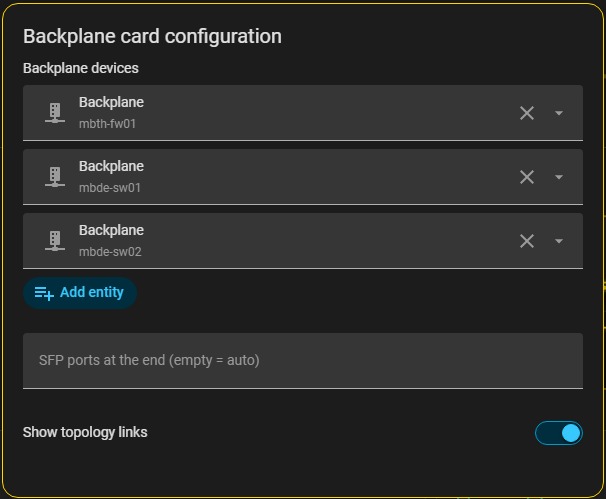 Backplane card configuration
Backplane devices
Backplane
mbth-fw01
Backplane
mbde-sw01
Backplane
mbde-sw02
Add entity
SFP ports at the end (empty = auto)
Show topology links